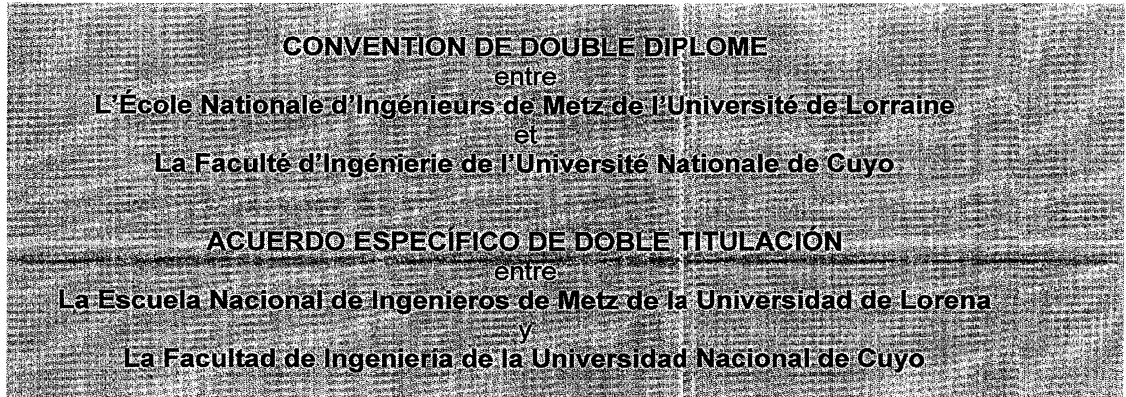 CONVENTION DE DOUBLE DIPLOME
entre
L'École Nationale d'Ingénieurs de Metz de l'Université de Lorraine
et
La Faculté d'Ingénierie de l'Université Nationale de Cuyo
ACUERDO ESPECÍFICO DE DOBLE TITULACIÓN
entre
La Escuela Nacional de Ingenieros de Metz de la Universidad de Lorena
y
La Facultad de Ingeniería de la Universidad Nacional de Cuyo